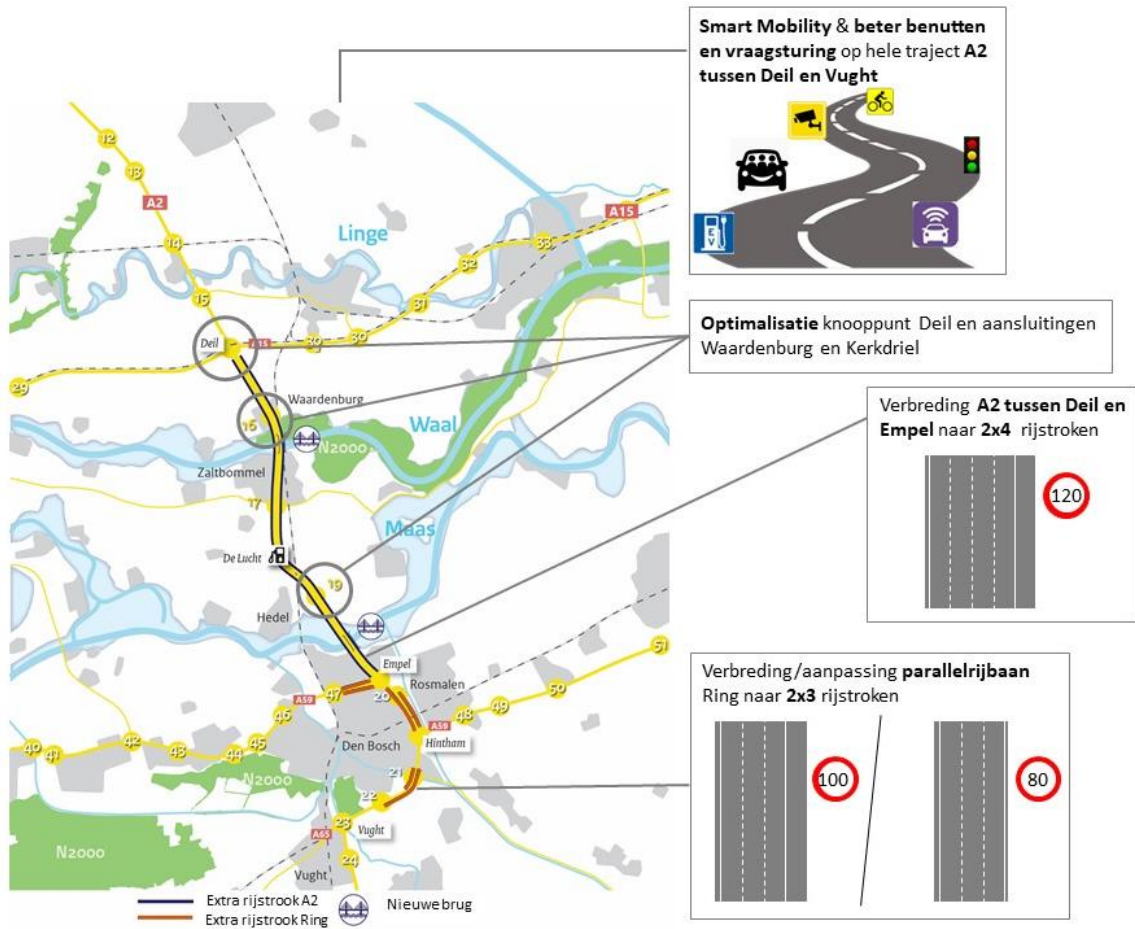 Smart Mobility & beter benutten
en vraagsturing op hele traject A2
tussen Deil en Vught
EV
12
13
A2
14
15
Linge
A15
33
32
31
Deil
A15
30
39
29
Optimalisatie knooppunt Deil en aansluitingen
Waardenburg en Kerkdriel
Waardenburg
16
N2000
Waal
Zaltbommel
17
Maas
De Lucht
19
Hedel
Verbreding A2 tussen Deil en
Empel naar 2x4 rijstroken
120
Empel
20
Rosmalen
51
50
49
48
A59
47
A59
46
45
44
43
42
41
40
Den Bosch
Hintham
21
N2000
22
23
Vught
A65
24
N2000
Vught
Verbreding/aanpassing parallelrijbaan
Ring naar 2x3 rijstroken
100
80
Extra rijstrook A2
Extra rijstrook Ring
Nieuwe brug